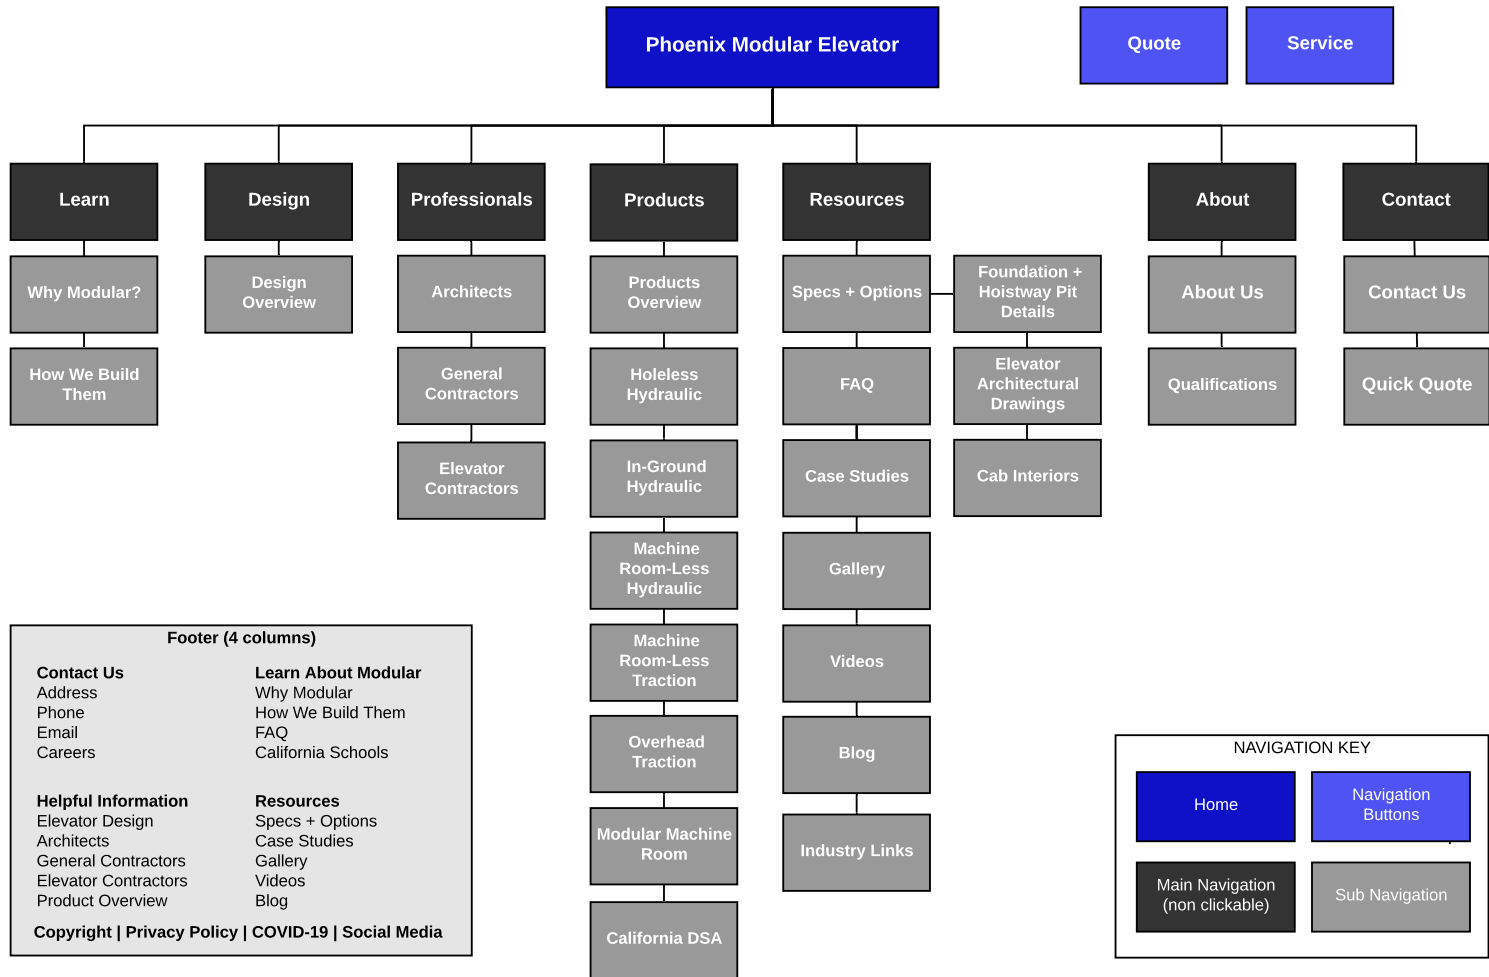 Phoenix Modular Elevator
Quote
Service
Learn
Why Modular?
How We Build
Them
Design
Design
Overview
Professionals
Architects
General
Contractors
Elevator
Contractors
Products
Products
Overview
Holeless
Hydraulic
In-Ground
Hydraulic
Machine
Room-Less
Hydraulic
Machine
Room-Less
Traction
Overhead
Traction
Modular Machine
Room
California DSA
Resources
Specs + Options
FAQ
Case Studies
Gallery
Videos
Blog
Industry Links
Foundation +
Hoistway Pit
Details
Elevator
Architectural
Drawings
Cab Interiors
About
About Us
Qualifications
Contact
Contact Us
Quick Quote
Footer (4 columns)
Contact Us
Address
Phone
Email
Careers
Learn About Modular
Why Modular
How We Build Them
FAQ
California Schools
Helpful Information
Elevator Design
Architects
General Contractors
Elevator Contractors
Product Overview
Resources
Specs + Options
Case Studies
Gallery
Videos
Blog
Copyright | Privacy Policy | COVID-19 | Social Media
NAVIGATION KEY
Home
Navigation
Buttons
Main Navigation
(non clickable)
Sub Navigation